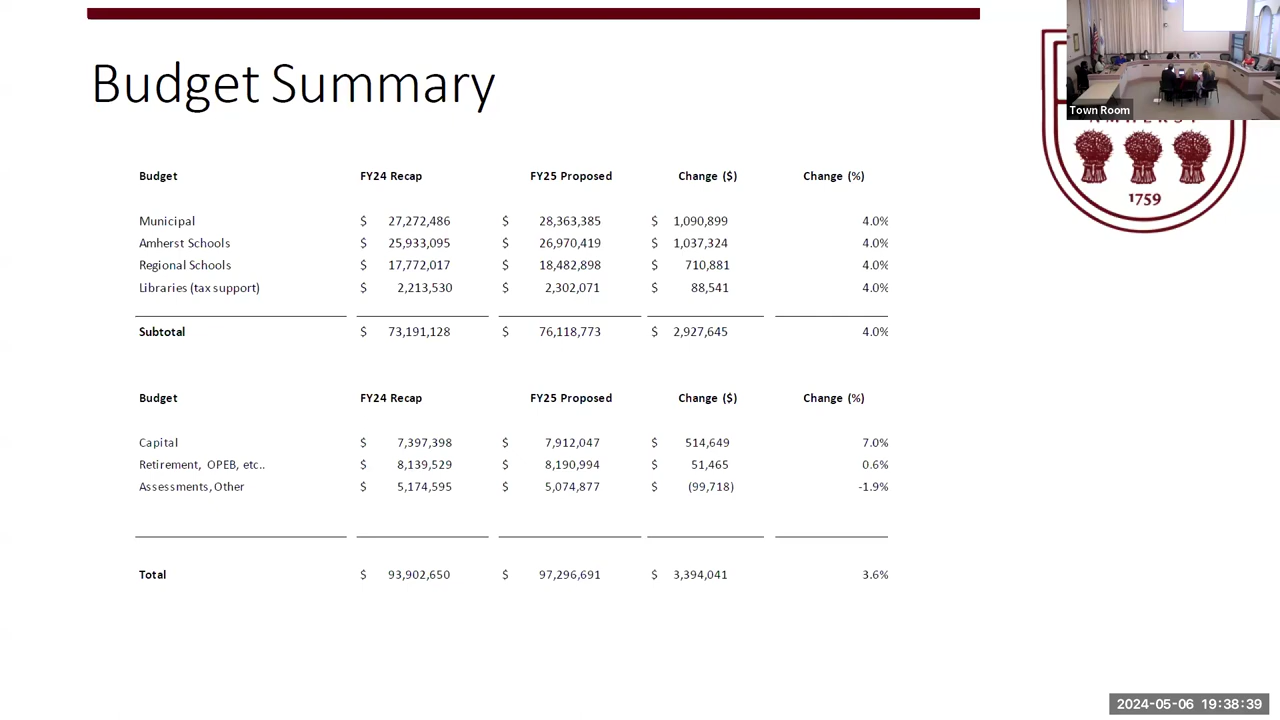 Budget Summary
Town Room
AMHERST
1759
Budget FY24 Recap FY25 Proposed Change ($) Change (%)
Municipal $ 27,272,486 $ 28,363,385 $ 1,090,899 4.0%
Amherst Schools $ 25,933,095 $ 26,970,419 $ 1,037,324 4.0%
Regional Schools $ 17,772,017 $ 18,482,898 $ 710,881 4.0%
Libraries (tax support) $ 2,213,530 $ 2,302,071 $ 88,541 4.0%
Subtotal $ 73,191,128 $ 76,118,773 $ 2,927,645 4.0%
Budget FY24 Recap FY25 Proposed Change ($) Change (%)
Capital $ 7,397,398 $ 7,912,047 $ 514,649 7.0%
Retirement, OPEB, etc.. $ 8,139,529 $ 8,190,994 $ 51,465 0.6%
Assessments, Other $ 5,174,595 $ 5,074,877 $ (99,718) -1.9%
Total $ 93,902,650 $ 97,296,691 $ 3,394,041 3.6%
2024-05-06 19:38:39